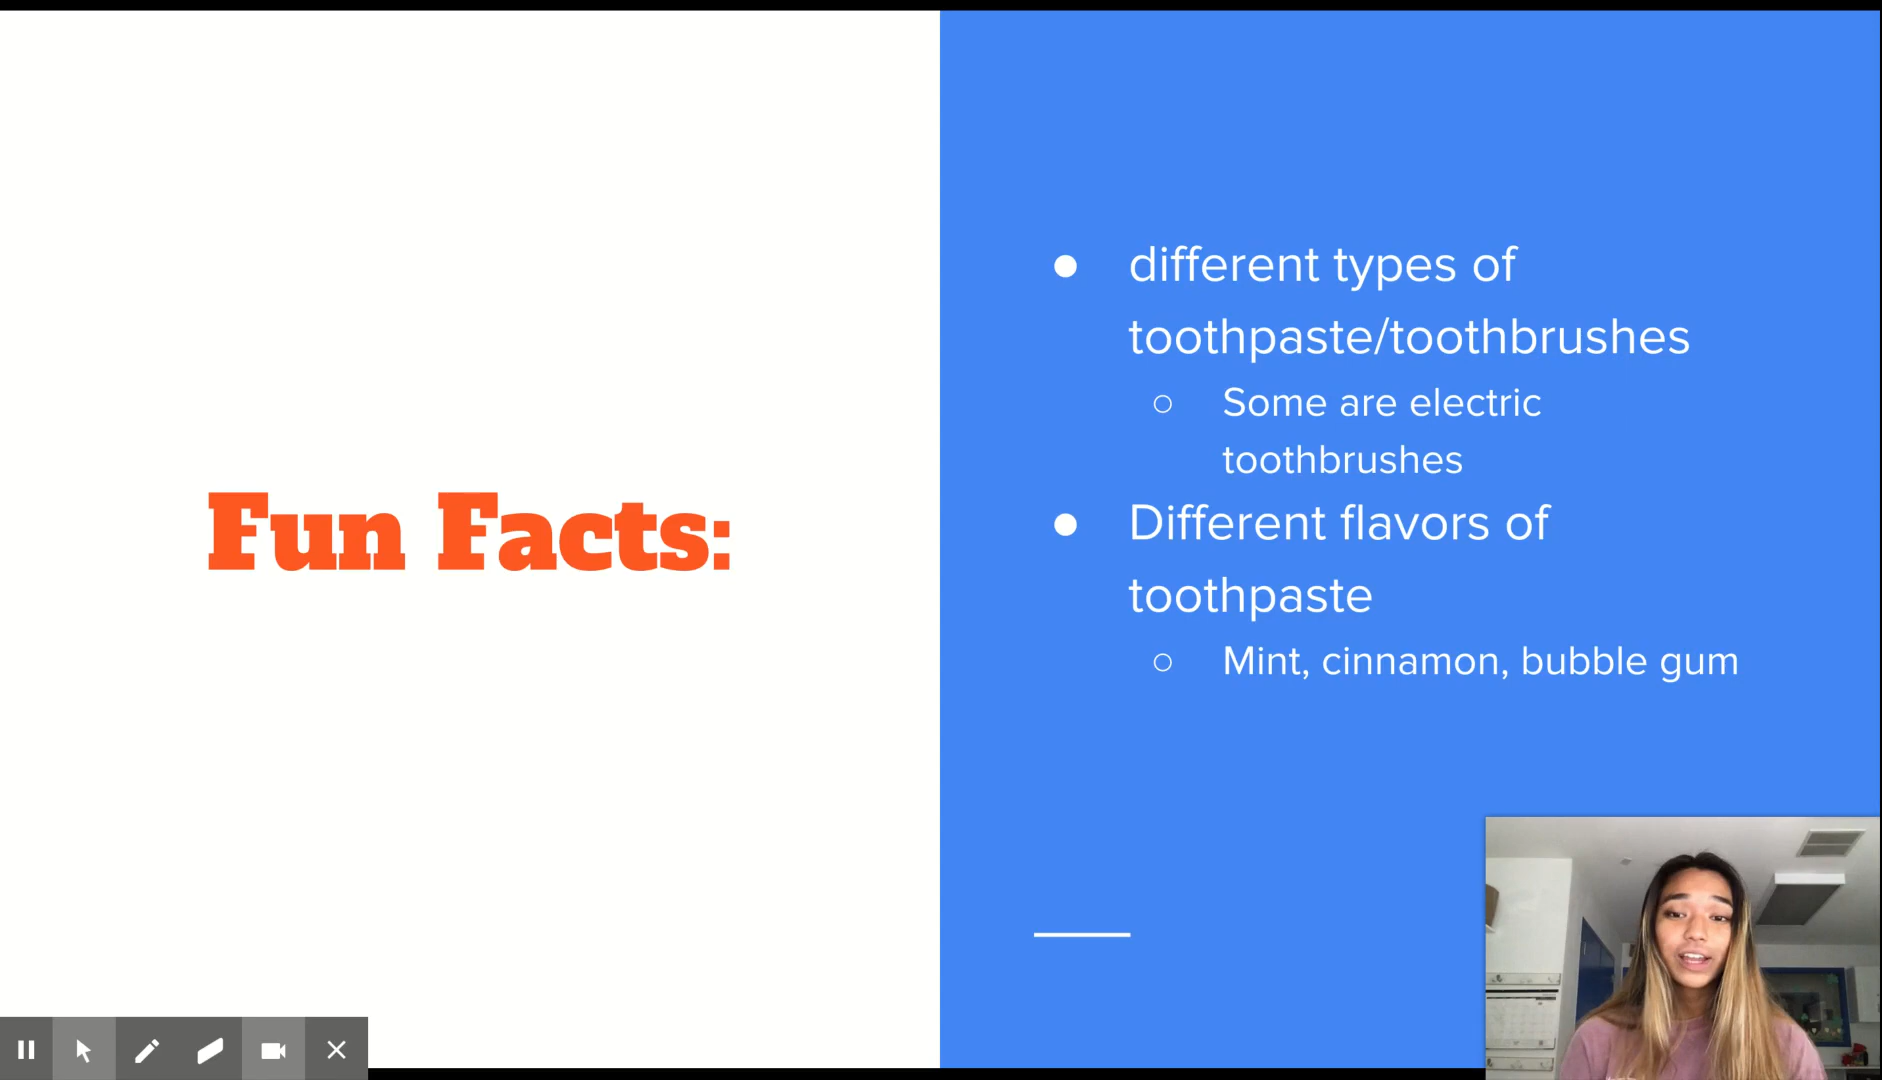 Fun Facts:
● different types of
toothpaste/toothbrushes
○ Some are electric
toothbrushes
● Different flavors of
toothpaste
○ Mint, cinnamon, bubble gum